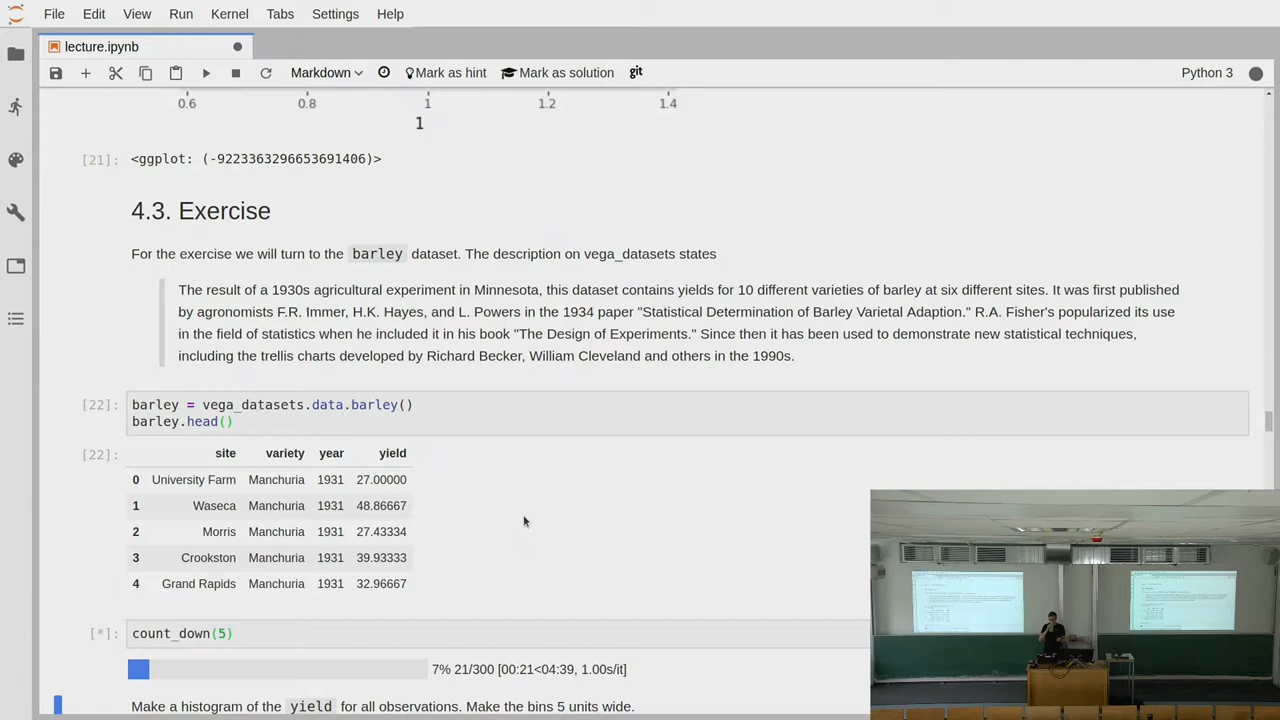 File Edit View Run Kernel Tabs Settings Help
lecture.ipynb
Markdown Mark as hint Mark as solution git Python 3
0.6 0.8 1 1.2 1.4
1
[21]: <ggplot: (-9223363296653691406)>
4.3. Exercise
For the exercise we will turn to the barley dataset. The description on vega_datasets states
The result of a 1930s agricultural experiment in Minnesota, this dataset contains yields for 10 different varieties of barley at six different sites. It was first published
by agronomists F.R. Immer, H.K. Hayes, and L. Powers in the 1934 paper "Statistical Determination of Barley Varietal Adaption." R.A. Fisher's popularized its use
in the field of statistics when he included it in his book "The Design of Experiments." Since then it has been used to demonstrate new statistical techniques,
including the trellis charts developed by Richard Becker, William Cleveland and others in the 1990s.
[22]: barley = vega_datasets.data.barley()
barley.head()
[22]: site variety year yield
0 University Farm Manchuria 1931 27.00000
1 Waseca Manchuria 1931 48.86667
2 Morris Manchuria 1931 27.43334
3 Crookston Manchuria 1931 39.93333
4 Grand Rapids Manchuria 1931 32.96667
[*]: count_down(5)
7% 21/300 [00:21<04:39, 1.00s/it]
Make a histogram of the yield for all observations. Make the bins 5 units wide.